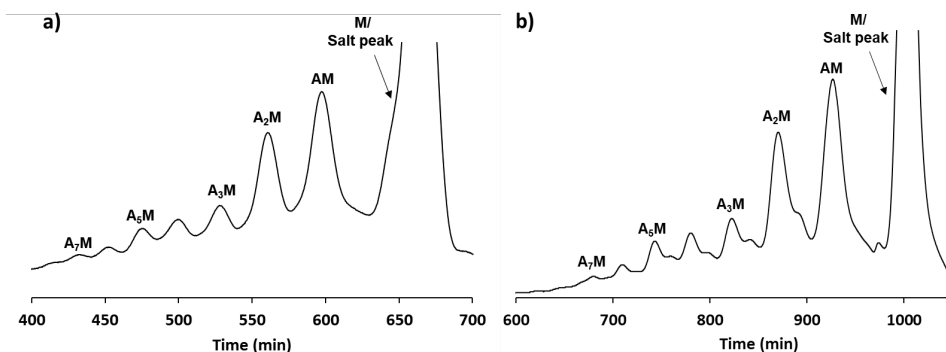 a)
M/
Salt peak
AM
A₂M
A₃M
A₅M
A₇M
400 450 500 550 600 650 700
Time (min)
b)
M/
Salt peak
AM
A₂M
A₃M
A₅M
A₇M
600 700 800 900 1000
Time (min)